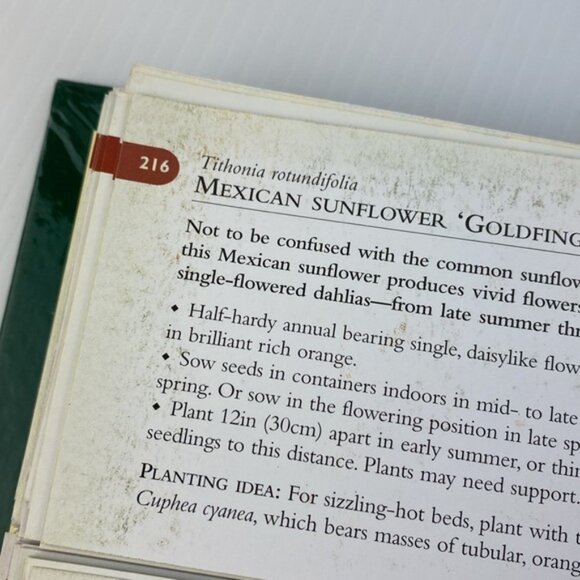 216
Tithonia rotundifolia
MEXICAN SUNFLOWER ‘GOLDFING
Not to be confused with the common sunflow
this Mexican sunflower produces vivid flowers
single-flowered dahlias—from late summer thr
◆ Half-hardy annual bearing single, daisylike flow
in brilliant rich orange.
◆ Sow seeds in containers indoors in mid- to late
spring. Or sow in the flowering position in late sp
◆ Plant 12in (30cm) apart in early summer, or thin
seedlings to this distance. Plants may need support.
PLANTING IDEA: For sizzling-hot beds, plant with t
Cuphea cyanea, which bears masses of tubular, orang